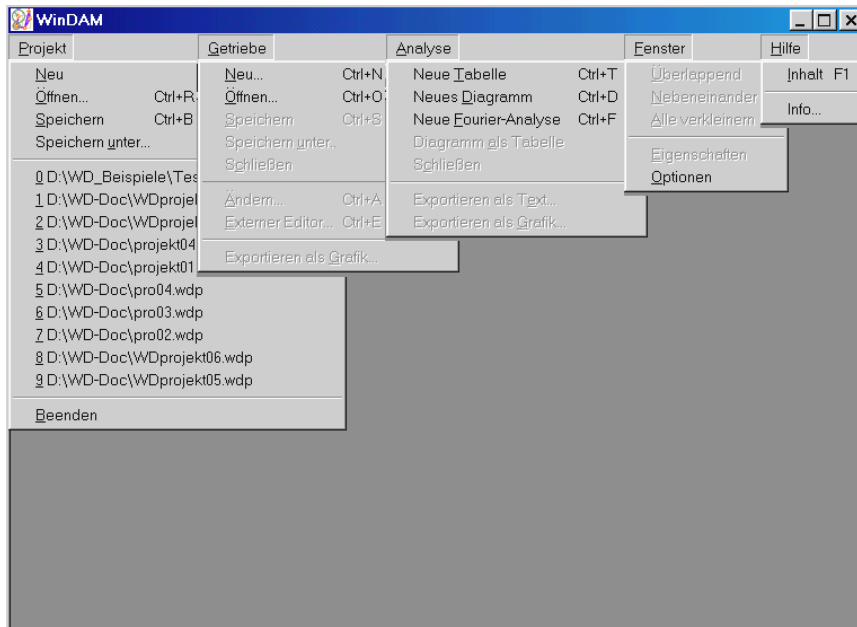 WinDAM
Projekt Getriebe Analyse Fenster Hilfe
Neu
Öffnen... Ctrl+R
Speichern Ctrl+B
Speichern unter...
0 D:\WD_Beispiele\Tes
1 D:\WD-Doc\WDprojel
2 D:\WD-Doc\WDprojel
3 D:\WD-Doc\projekt04
4 D:\WD-Doc\projekt01
5 D:\WD-Doc\pro04.wdp
6 D:\WD-Doc\pro03.wdp
7 D:\WD-Doc\pro02.wdp
8 D:\WD-Doc\WDprojekt06.wdp
9 D:\WD-Doc\WDprojekt05.wdp
Beenden
Neu... Ctrl+N
Öffnen... Ctrl+O
Speichern Ctrl+S
Speichern unter..
Schließen
Ändern... Ctrl+A
Externer Editor... Ctrl+E
Exportieren als Grafik...
Neue Tabelle Ctrl+T
Neues Diagramm Ctrl+D
Neue Fourier-Analyse Ctrl+F
Diagramm als Tabelle
Schließen
Exportieren als Text...
Exportieren als Grafik...
Überlappend
Nebeneinander
Alle verkleinern
Eigenschaften
Optionen
Inhalt F1
Info...